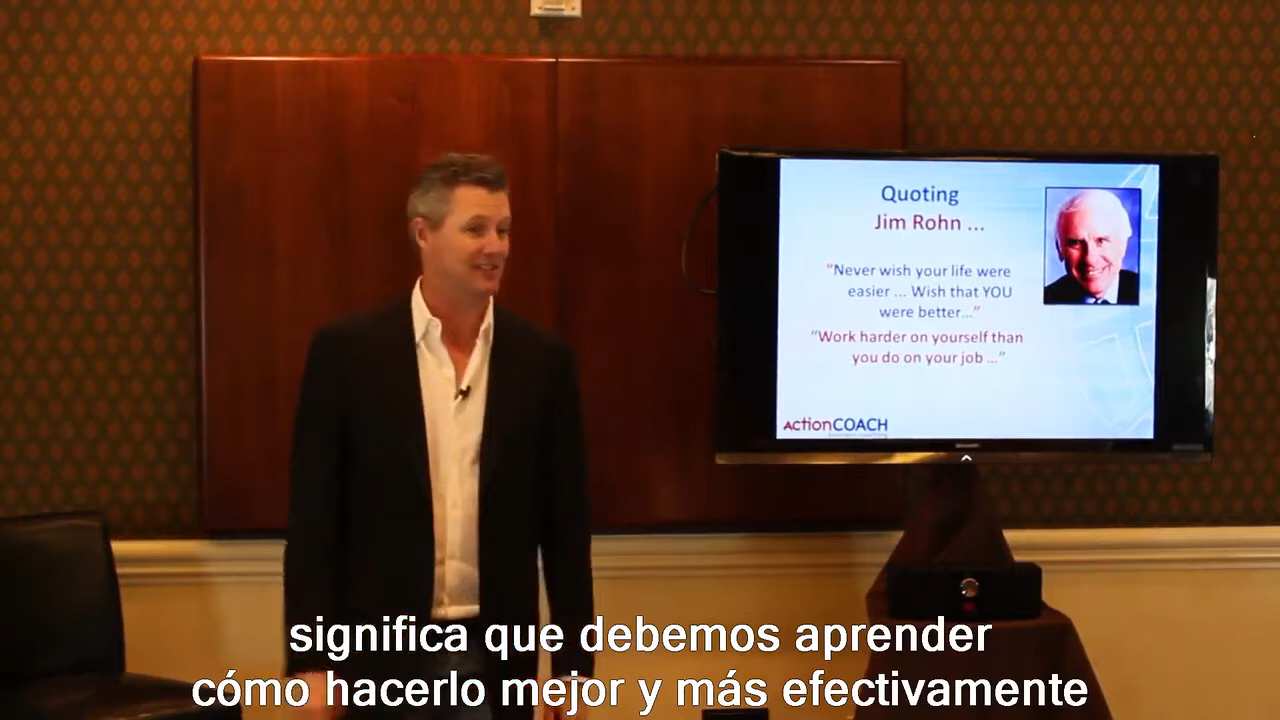 Quoting
Jim Rohn ...
“Never wish your life were
easier ... Wish that YOU
were better...”
“Work harder on yourself than
you do on your job ...”
ActionCOACH
SHARP
significa que debemos aprender
cómo hacerlo mejor y más efectivamente